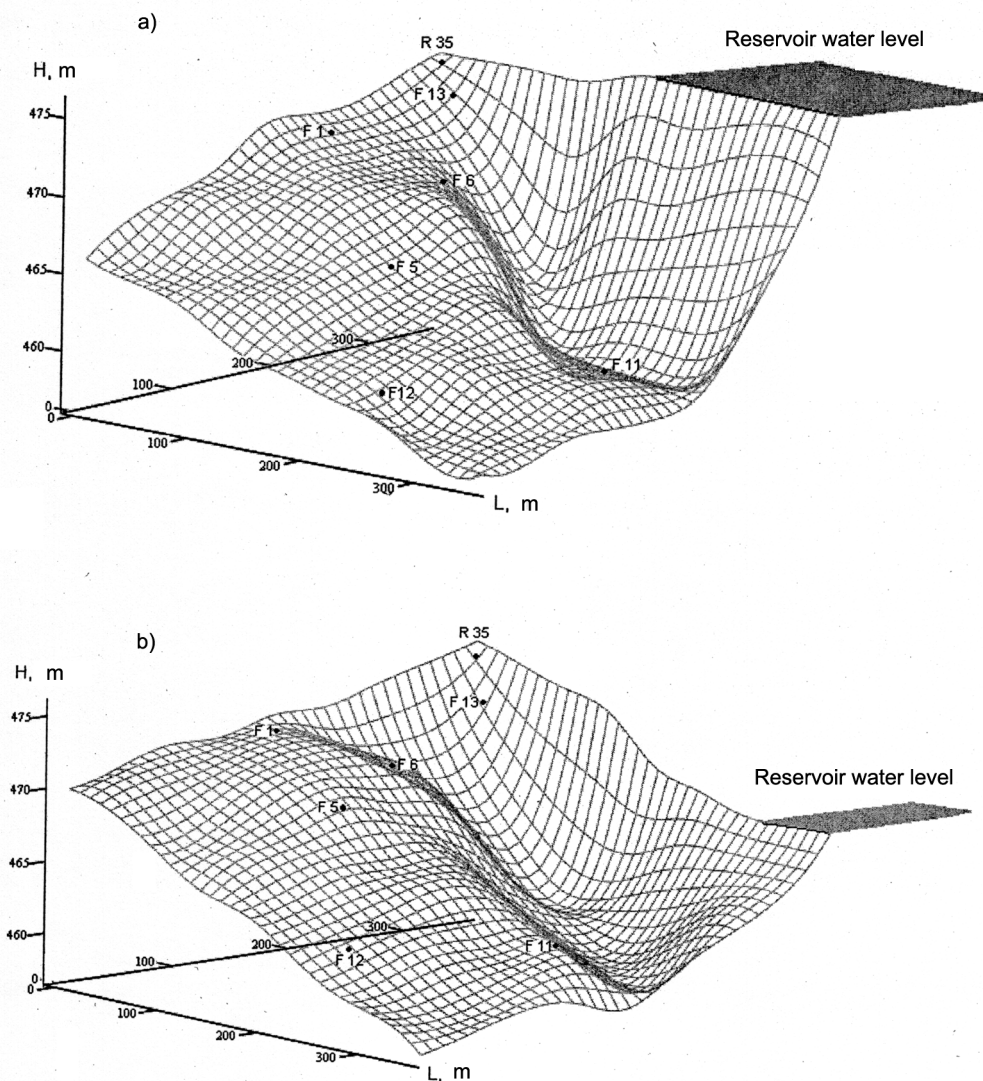 a)
R 35
Reservoir water level
H, m
F 13
475
F 1
F 6
470
465
F 5
300
460
200
F 11
100
F12
0
0
100
200
300
L, m
b)
R 35
H, m
F 13
475
F 1
F 6
Reservoir water level
470
F 5
465
300
460
200
F 11
F 12
100
0
0
100
200
300
L, m